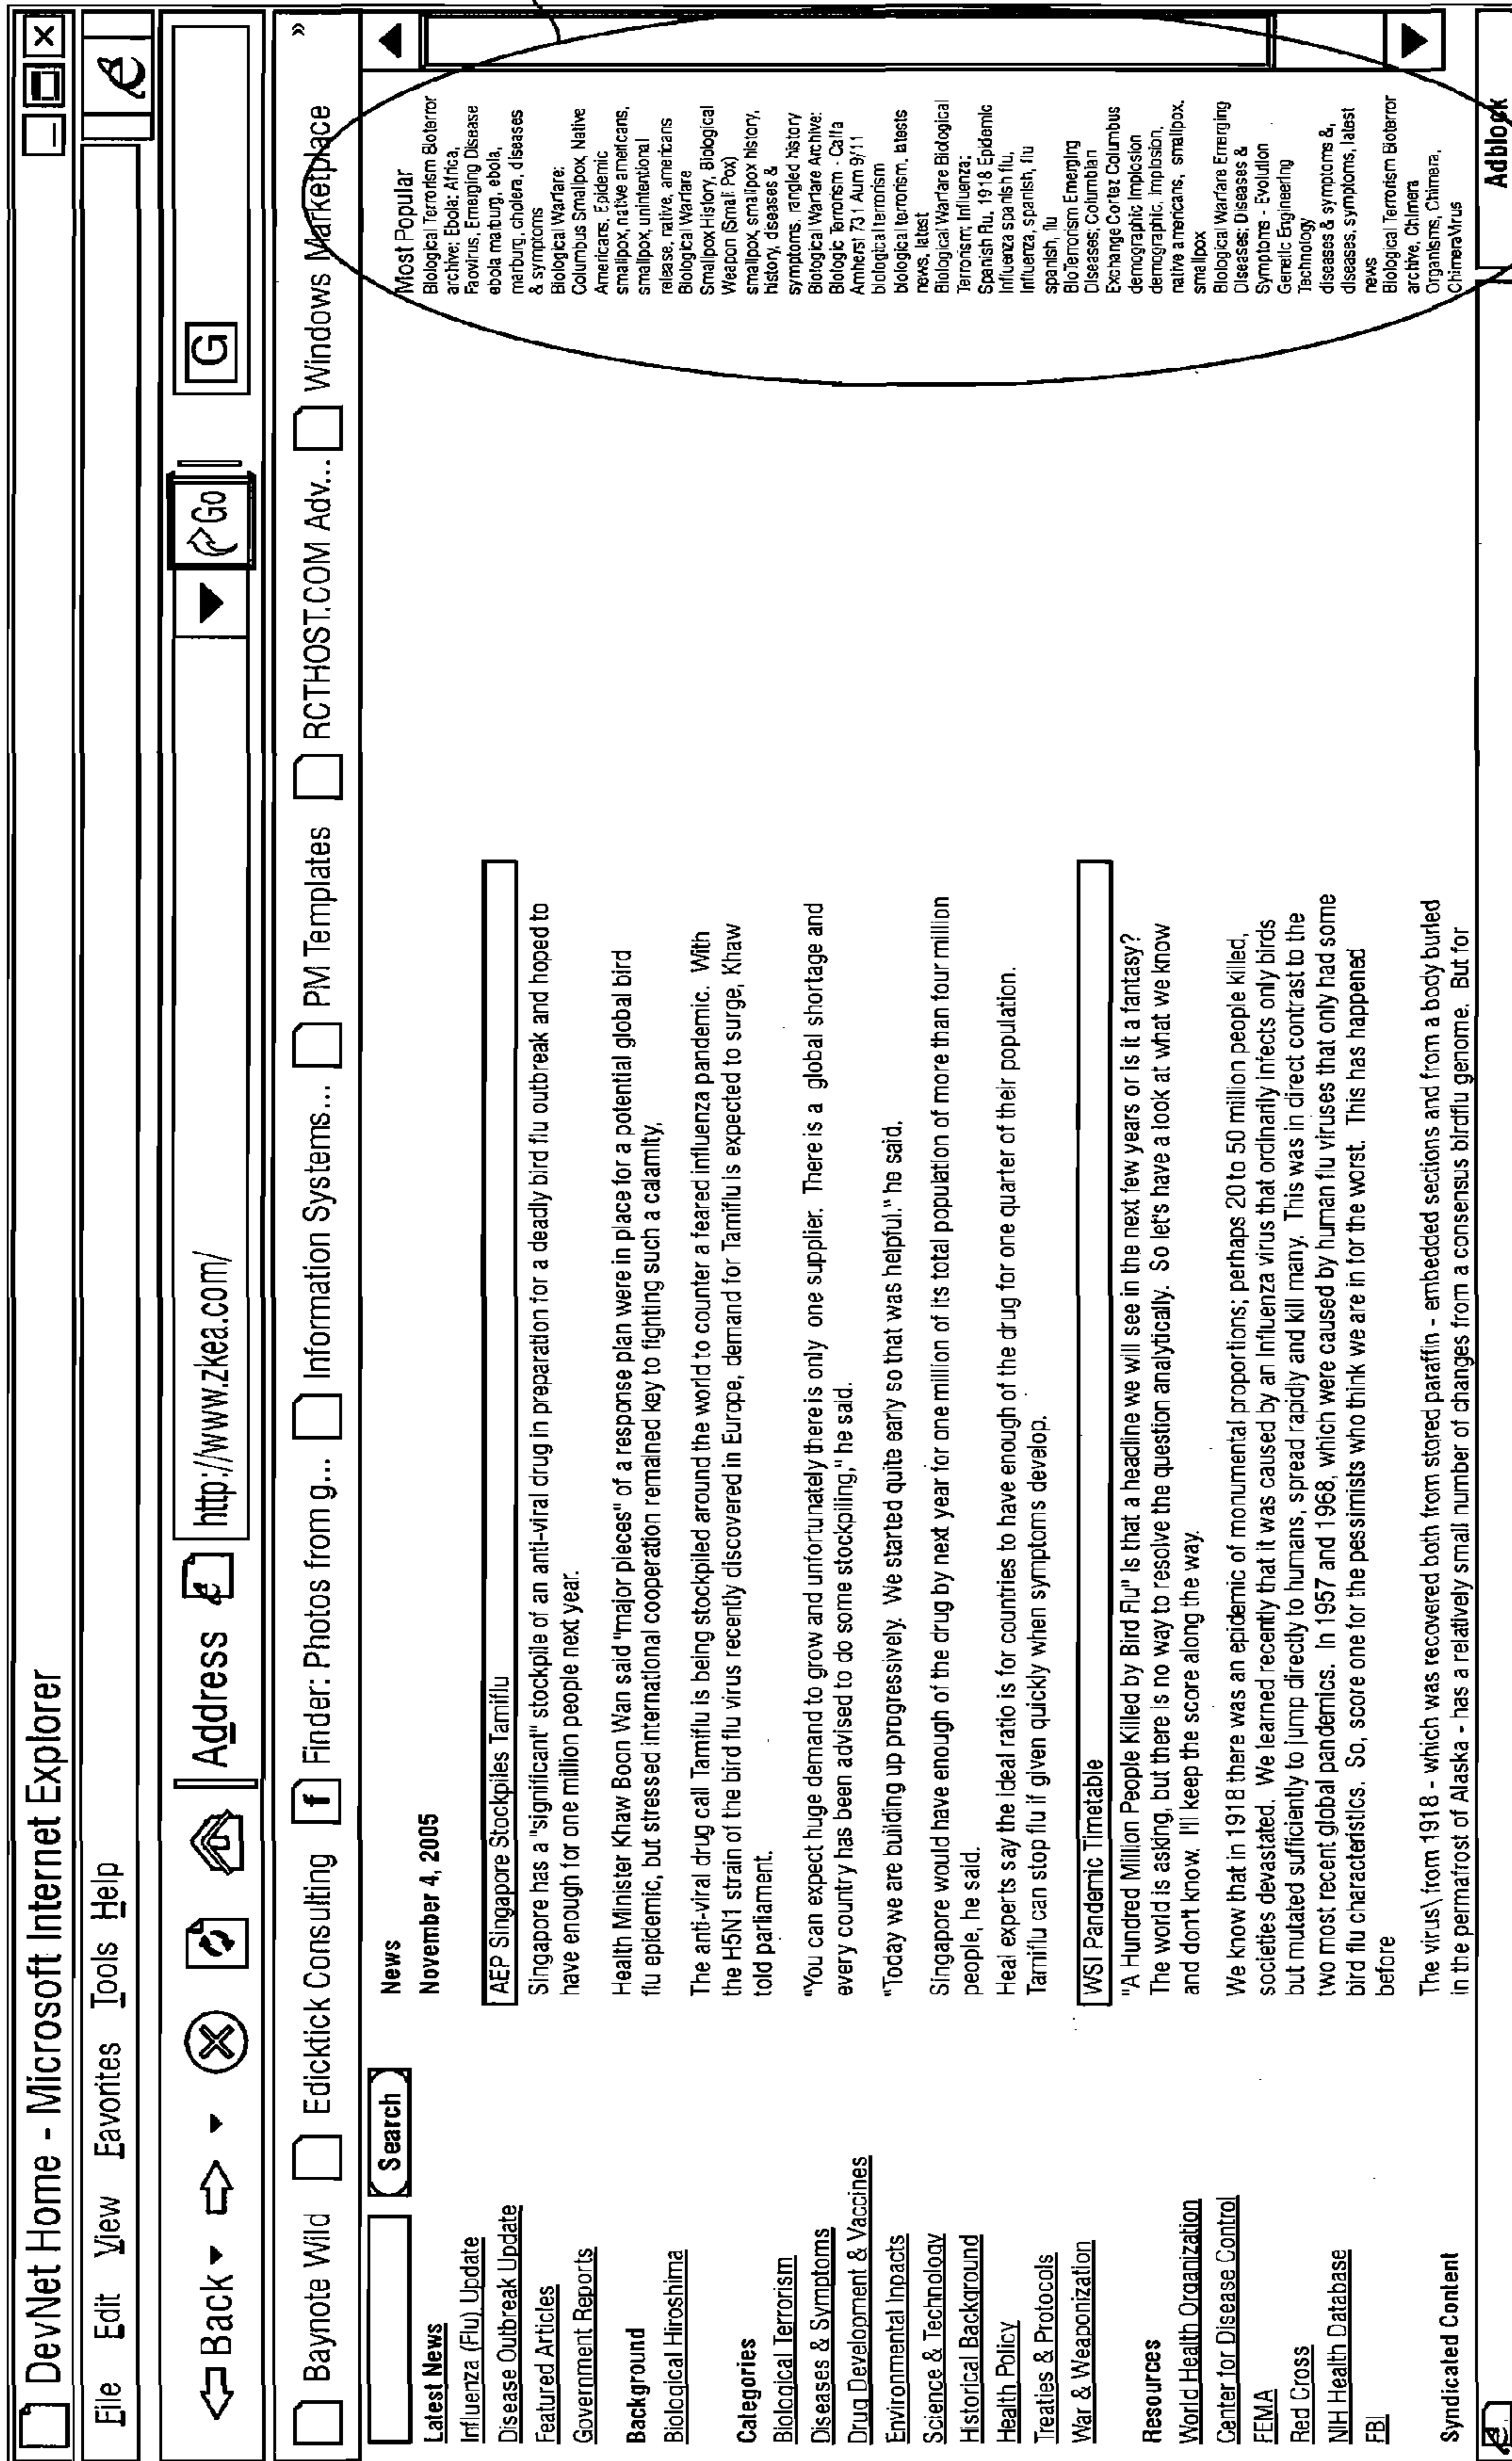 DevNet Home - Microsoft Internet Explorer
File Edit View Favorites Tools Help
Back
Address http://www.zkea.com/
Go
G
Baynote Wild
Edicktick Consulting
f Finder: Photos from g...
Information Systems...
PM Templates
RCTHOST.COM Adv...
Windows Marketplace
»
Search
Latest News
Influenza (Flu) Update
Disease Outbreak Update
Featured Articles
Government Reports
Background
Biological Hiroshima
Categories
Biological Terrorism
Diseases & Symptoms
Drug Development & Vaccines
Environmental Inpacts
Science & Technology
Historical Background
Health Policy
Treaties & Protocols
War & Weaponization
Resources
World Health Organization
Center for Disease Control
FEMA
Red Cross
NIH Health Database
FBI
Syndicated Content
News
November 4, 2005
AEP Singapore Stockpiles Tamiflu
Singapore has a "significant" stockpile of an anti-viral drug in preparation for a deadly bird flu outbreak and hoped to
have enough for one million people next year.
Health Minister Khaw Boon Wan said "major pieces" of a response plan were in place for a potential global bird
flu epidemic, but stressed international cooperation remained key to fighting such a calamity,
The anti-viral drug call Tamiflu is being stockpiled around the world to counter a feared influenza pandemic. With
the H5N1 strain of the bird flu virus recently discovered in Europe, demand for Tamiflu is expected to surge, Khaw
told parliament.
"You can expect huge demand to grow and unfortunately there is only one supplier. There is a global shortage and
every country has been advised to do some stockpiling," he said.
"Today we are building up progressively. We started quite early so that was helpful." he said.
Singapore would have enough of the drug by next year for one million of its total population of more than four million
people, he said.
Heal experts say the ideal ratio is for countries to have enough of the drug for one quarter of their population.
Tamiflu can stop flu if given quickly when symptoms develop.
WSI Pandemic Timetable
"A Hundred Million People Killed by Bird Flu" Is that a headline we will see in the next few years or is it a fantasy?
The world is asking, but there is no way to resolve the question analytically. So let's have a look at what we know
and don't know. I'll keep the score along the way.
We know that in 1918 there was an epidemic of monumental proportions; perhaps 20 to 50 million people killed,
societies devastated. We learned recently that it was caused by an Influenza virus that ordinarily infects only birds
but mutated sufficiently to jump directly to humans, spread rapidly and kill many. This was in direct contrast to the
two most recent global pandemics. In 1957 and 1968, which were caused by human flu viruses that only had some
bird flu characteristics. So, score one for the pessimists who think we are in for the worst. This has happened
before
The virus\ from 1918 - which was recovered both from stored paraffin - embedded sections and from a body buried
in the permafrost of Alaska - has a relatively small number of changes from a consensus birdflu genome. But for
Most Popular
Biological Terrorism Bioterror
archive; Ebola: Africa,
Faovirus, Emerging Disease
ebola marburg, ebola,
marburg, cholera, diseases
& symptoms
Biological Warfare:
Columbus Smallpox, Native
Americans, Epidemic
smallpox, native americans,
smallpox, unintentional
release, native, americans
Biological Warfare
Smallpox History, Biological
Weapon (Small Pox)
smallpox, smallpox history,
history, diseases &
symptoms, rangled history
Biological Warfare Archive:
Biologic Terrorism - Calfa
Amherst 731 Aum 9/11
biological terrorism
biological terrorism, latests
news, latest
Biological Warfare Biological
Terrorism; Influenza;
Spanish Flu, 1918 Epidemic
Influenza spanish flu,
Influenza, spanish, flu
spanish, flu
BioTerrorism Emerging
Diseases; Columbian
Exchange Cortez Columbus
demographic Implosion
demographic, implosion,
native americans, smallpox,
smallpox
Biological Warfare Emerging
Diseases; Diseases &
Symptoms - Evolution
Genetic Engineering
Technology
diseases & symptoms &,
diseases, symptoms, latest
news
Biological Terrorism Bioterror
archive, Chimera
Organisms, Chimera,
Chimera Virus
Adblock